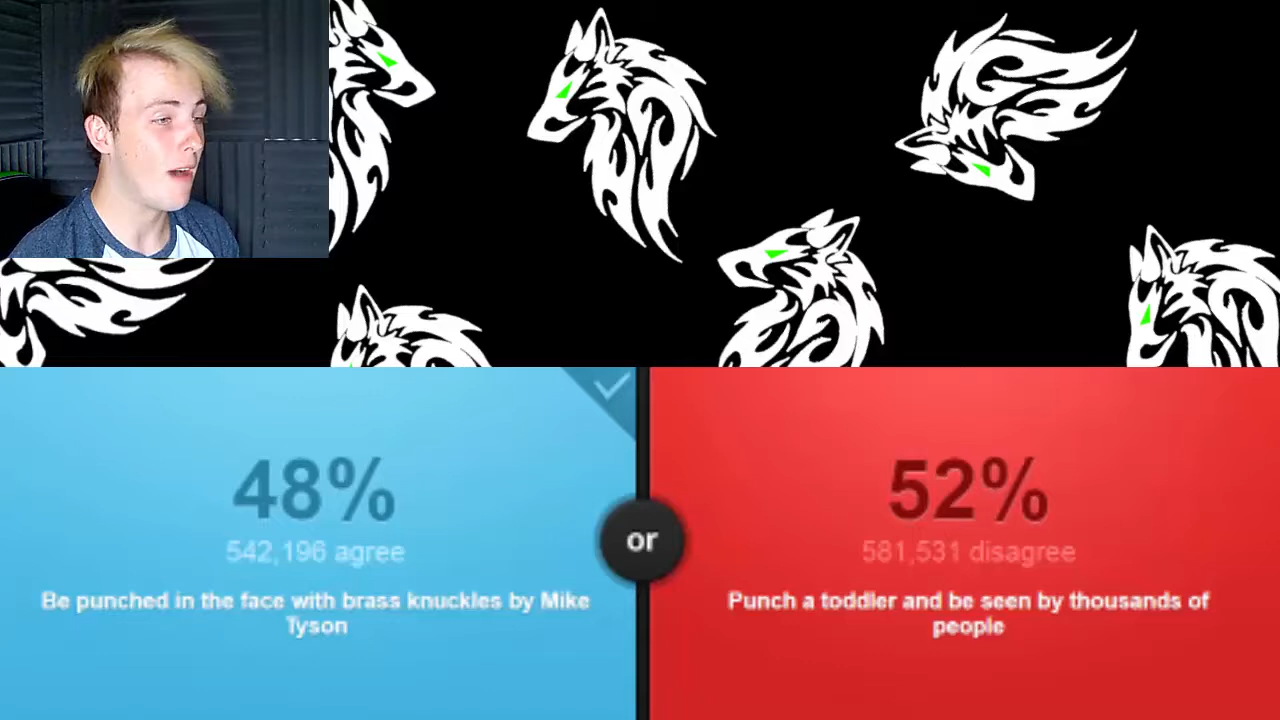 48%
542,196 agree
Be punched in the face with brass knuckles by Mike
Tyson
or
52%
581,531 disagree
Punch a toddler and be seen by thousands of
people